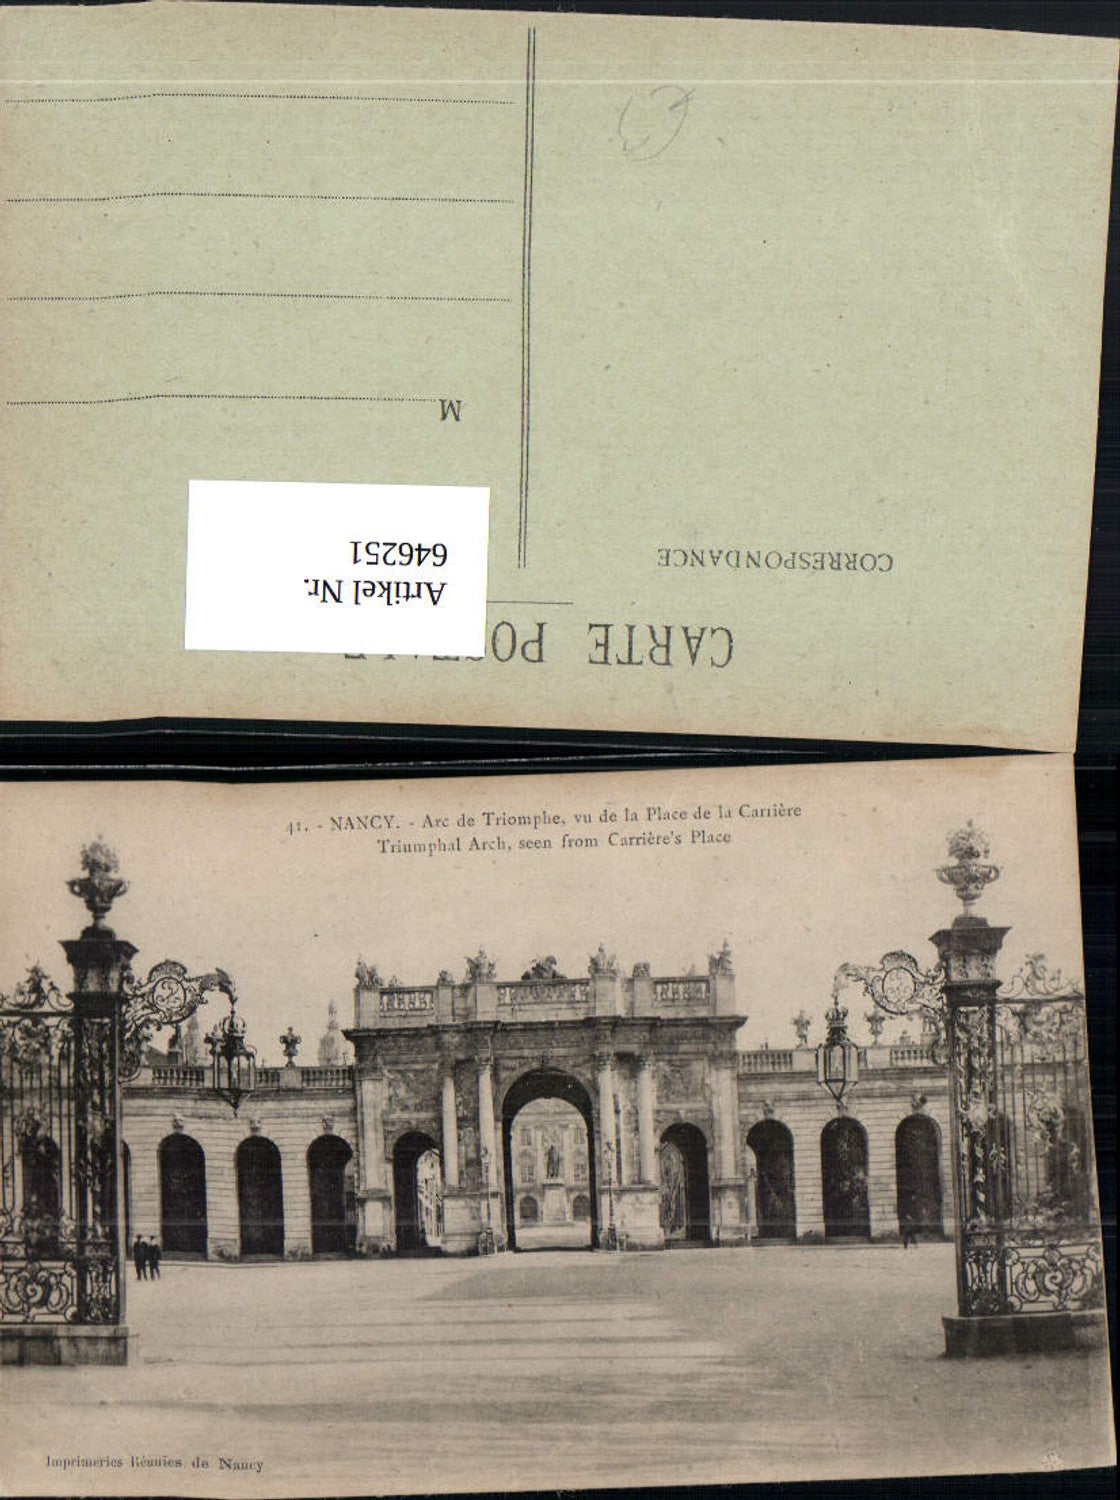 CARTE POSTALE
CORRESPONDANCE
Artikel Nr.
646251
M
41. - NANCY. - Arc de Triomphe, vu de la Place de la Carrière
Triumphal Arch, seen from Carrière's Place
Imprimeries Réunies de Nancy